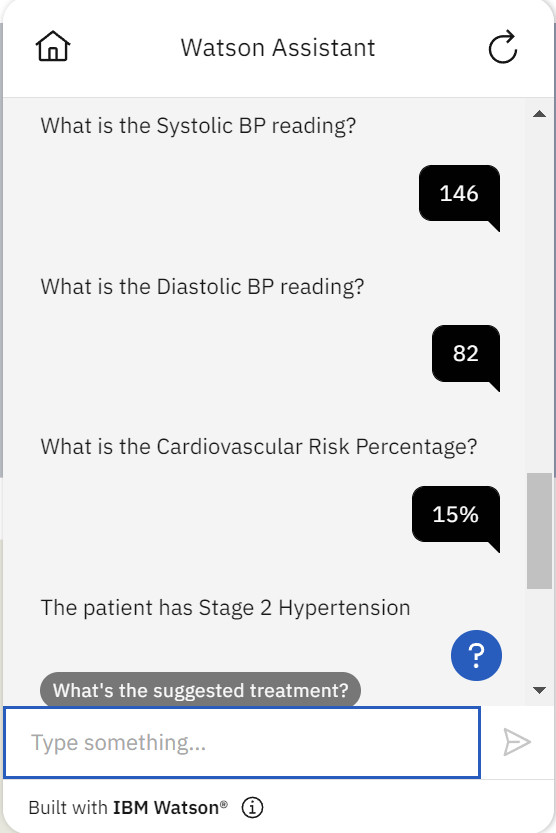 Watson Assistant
What is the Systolic BP reading?
146
What is the Diastolic BP reading?
82
What is the Cardiovascular Risk Percentage?
15%
The patient has Stage 2 Hypertension
?
What's the suggested treatment?
Type something...
Built with IBM Watson®